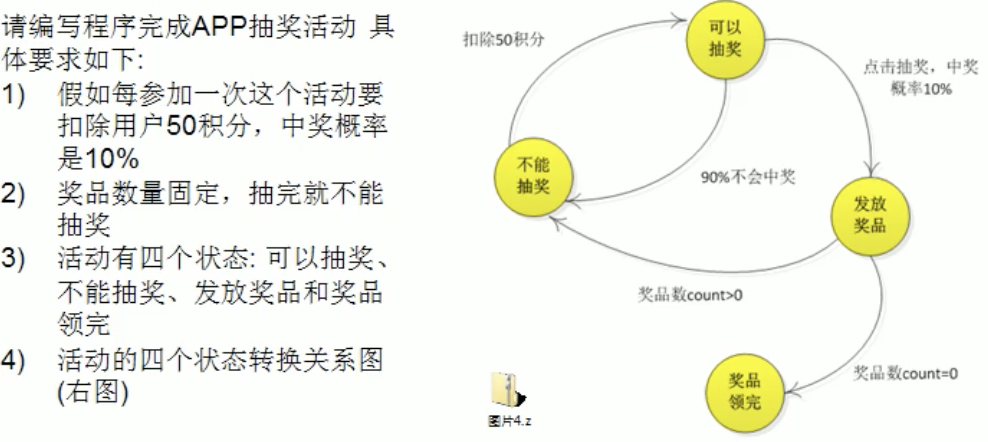 请编写程序完成APP抽奖活动 具
体要求如下:
1) 假如每参加一次这个活动要
扣除用户50积分，中奖概率
是10%
2) 奖品数量固定，抽完就不能
抽奖
3) 活动有四个状态: 可以抽奖、
不能抽奖、发放奖品和奖品
领完
4) 活动的四个状态转换关系图
(右图)
扣除50积分
可以
抽奖
点击抽奖，中奖
概率10%
不能
抽奖
90%不会中奖
发放
奖品
奖品数count>0
奖品数count=0
奖品
领完
图片4.z